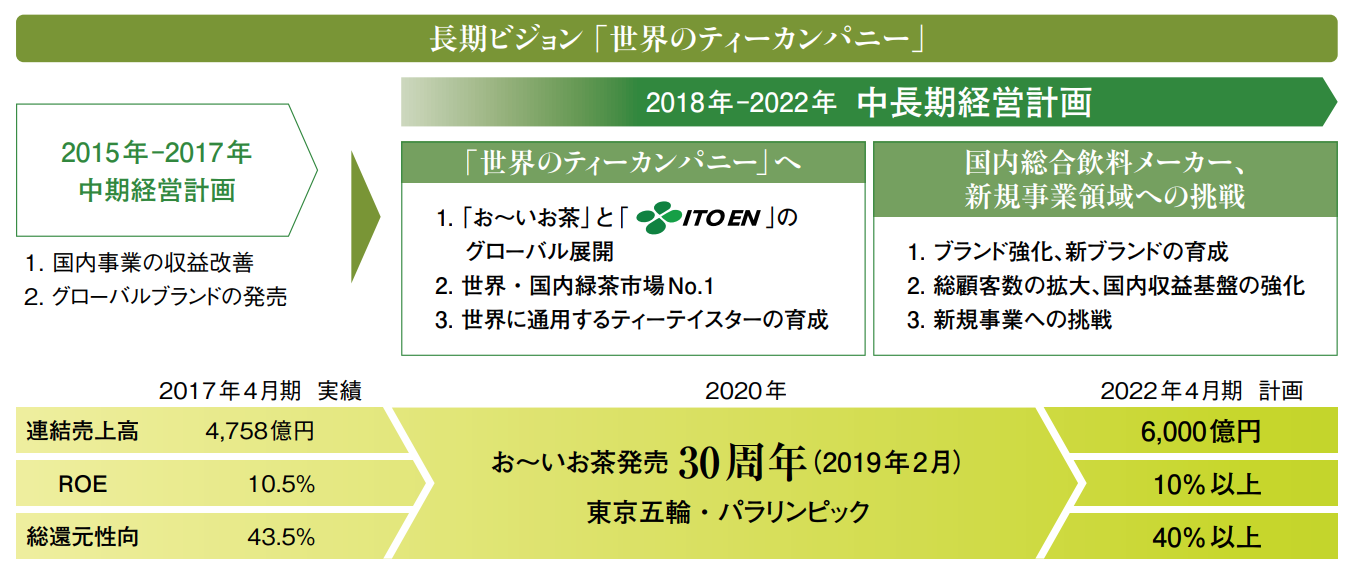 長期ビジョン「世界のティーカンパニー」
2015年−2017年
中期経営計画
1. 国内事業の収益改善
2. グローバルブランドの発売
2018年−2022年 中長期経営計画
「世界のティーカンパニー」へ
1.「お〜いお茶」と「ITO EN」の
グローバル展開
2. 世界・国内緑茶市場No.1
3. 世界に通用するティーテイスターの育成
国内総合飲料メーカー、
新規事業領域への挑戦
1. ブランド強化、新ブランドの育成
2. 総顧客数の拡大、国内収益基盤の強化
3. 新規事業への挑戦
2017年4月期 実績
連結売上高 4,758億円
ROE 10.5%
総還元性向 43.5%
2020年
お〜いお茶発売 30周年(2019年2月)
東京五輪・パラリンピック
2022年4月期 計画
6,000億円
10%以上
40%以上